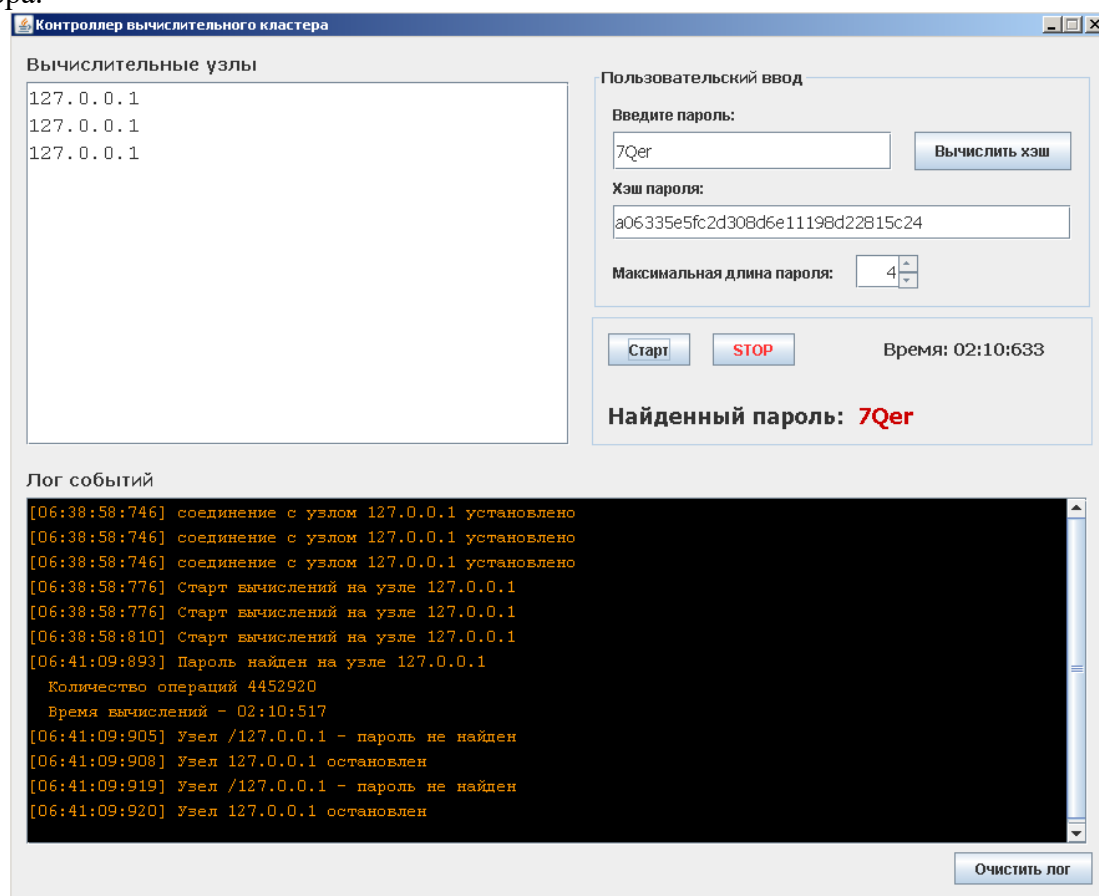 ера.
Контроллер вычислительного кластера
Вычислительные узлы
127.0.0.1
127.0.0.1
127.0.0.1
Пользовательский ввод
Введите пароль:
7Qer
Вычислить хэш
Хэш пароля:
a06335e5fc2d308d6e11198d22815c24
Максимальная длина пароля: 4
Старт
STOP
Время: 02:10:633
Найденный пароль: 7Qer
Лог событий
[06:38:58:746] соединение с узлом 127.0.0.1 установлено
[06:38:58:746] соединение с узлом 127.0.0.1 установлено
[06:38:58:746] соединение с узлом 127.0.0.1 установлено
[06:38:58:776] Старт вычислений на узле 127.0.0.1
[06:38:58:776] Старт вычислений на узле 127.0.0.1
[06:38:58:810] Старт вычислений на узле 127.0.0.1
[06:41:09:893] Пароль найден на узле 127.0.0.1
Количество операций 4452920
Время вычислений - 02:10:517
[06:41:09:905] Узел /127.0.0.1 - пароль не найден
[06:41:09:908] Узел 127.0.0.1 остановлен
[06:41:09:919] Узел /127.0.0.1 - пароль не найден
[06:41:09:920] Узел 127.0.0.1 остановлен
Очистить лог